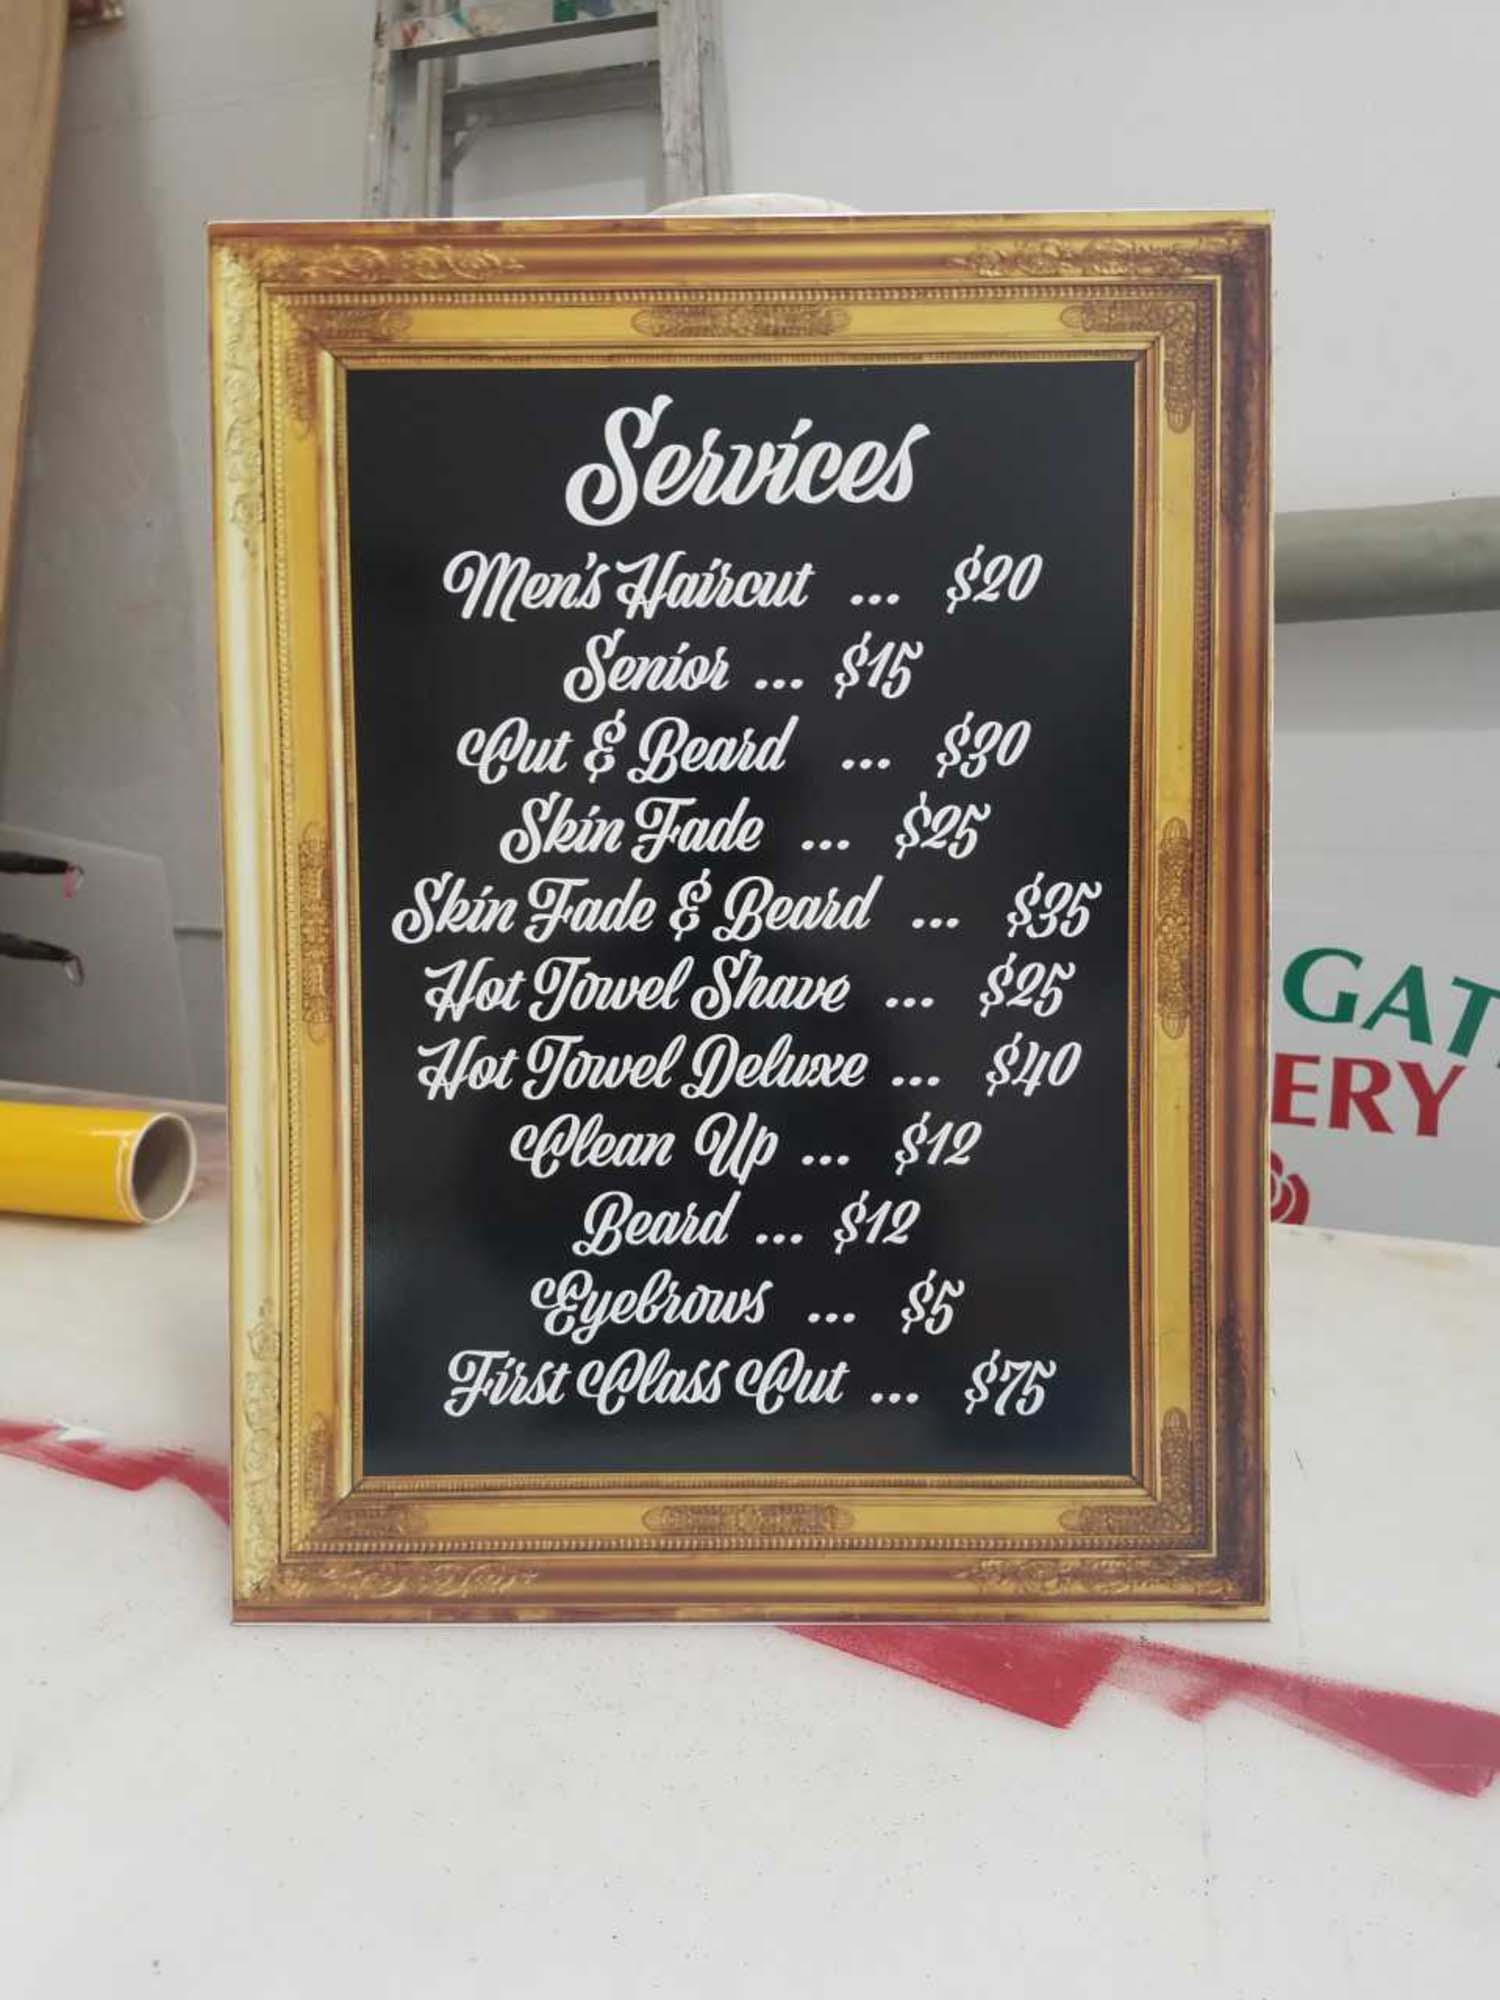 Services
Men's Haircut ... $20
Senior ... $15
Cut & Beard ... $30
Skin Fade ... $25
Skin Fade & Beard ... $35
Hot Towel Shave ... $25
Hot Towel Deluxe ... $40
Clean Up ... $12
Beard ... $12
Eyebrows ... $5
First Class Cut ... $75
GAT
ERY